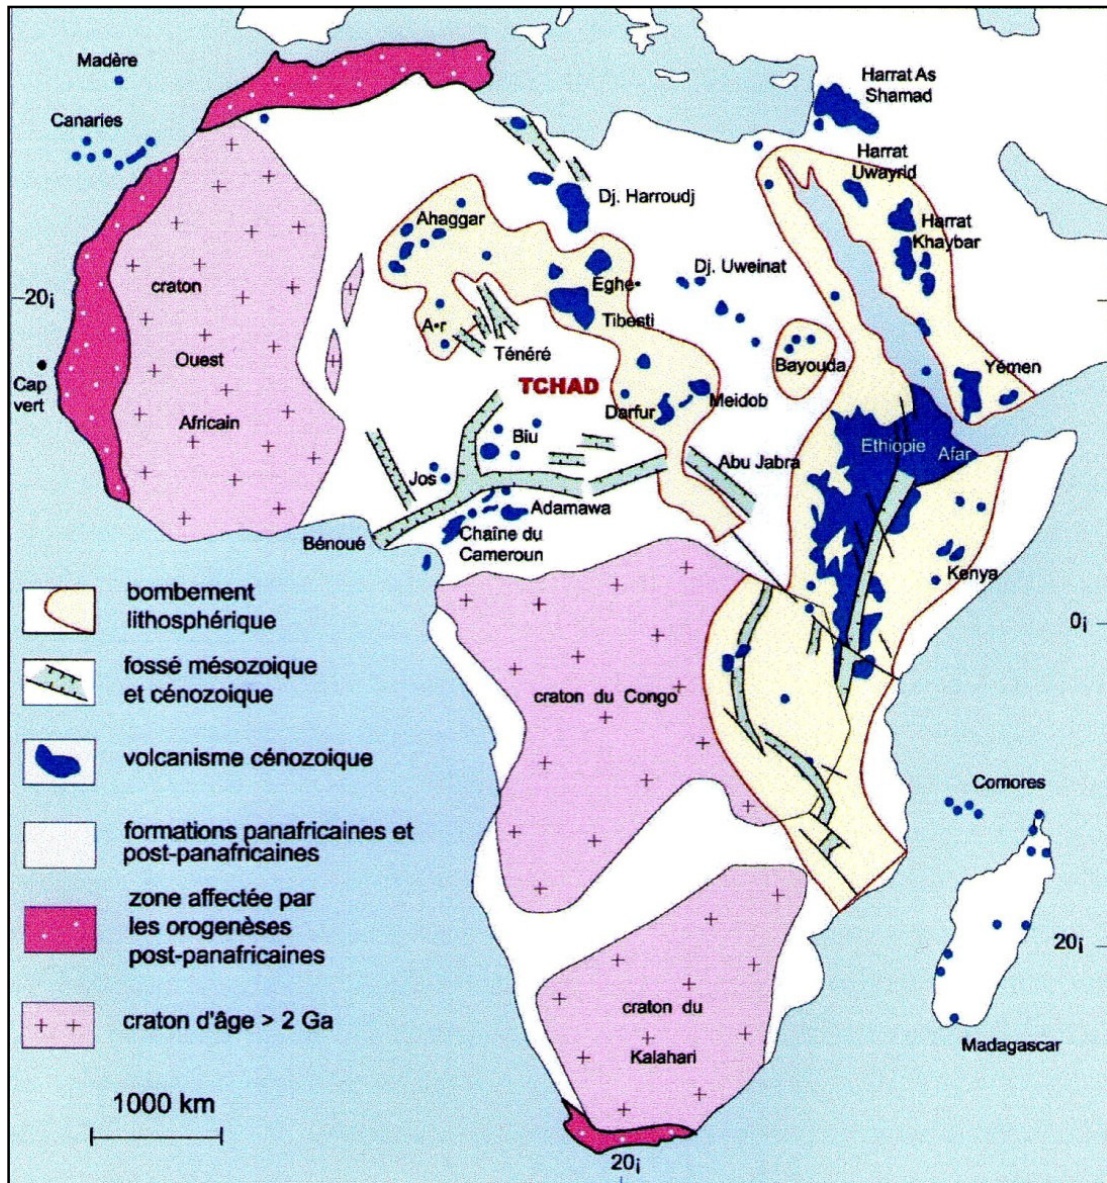 Madère
Canaries
Harrat As
Shamad
Harrat
Uwayrid
Dj. Harroudj
Ahaggar
Harrat
Khaybar
Dj. Uweinat
craton
Eghe•
20¡
Tibesti
A•r
Ténéré
Ouest
Bayouda
Yémen
Cap
vert
TCHAD
Meidob
Darfur
Africain
Biu
Ethiopie
Afar
Abu Jabra
Jos
Adamawa
Bénoué
Chaîne du
Cameroun
Kenya
bombement
lithosphérique
0¡
fossé mésozoique
et cénozoique
craton du Congo
volcanisme cénozoique
Comores
formations panafricaines et
post-panafricaines
zone affectée par
les orogenèses
post-panafricaines
20¡
craton d'âge > 2 Ga
craton du
Kalahari
Madagascar
1000 km
20¡